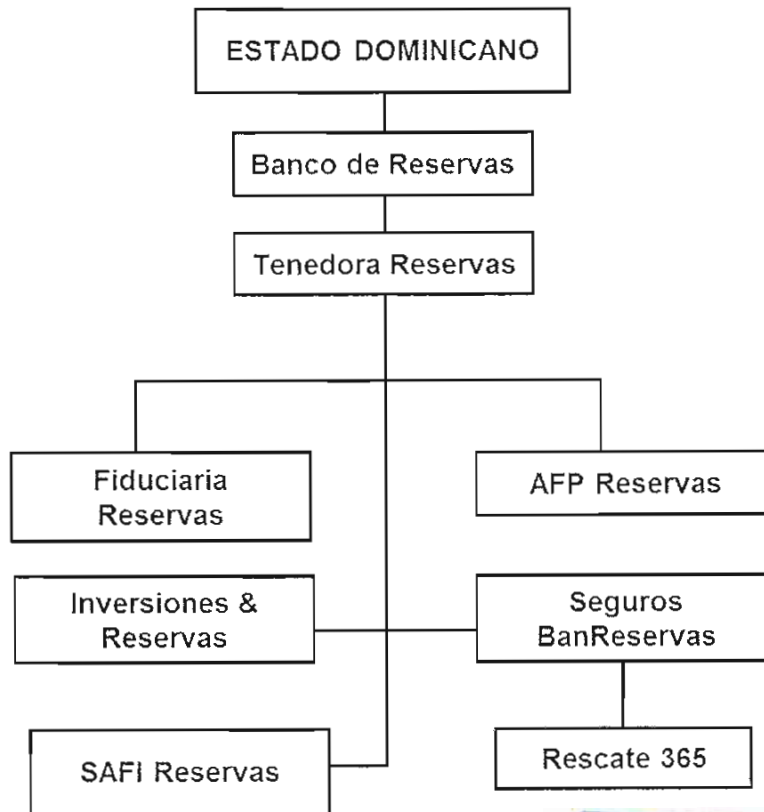 ESTADO DOMINICANO
Banco de Reservas
Tenedora Reservas
Fiduciaria
Reservas
AFP Reservas
Inversiones &
Reservas
Seguros
BanReservas
SAFI Reservas
Rescate 365